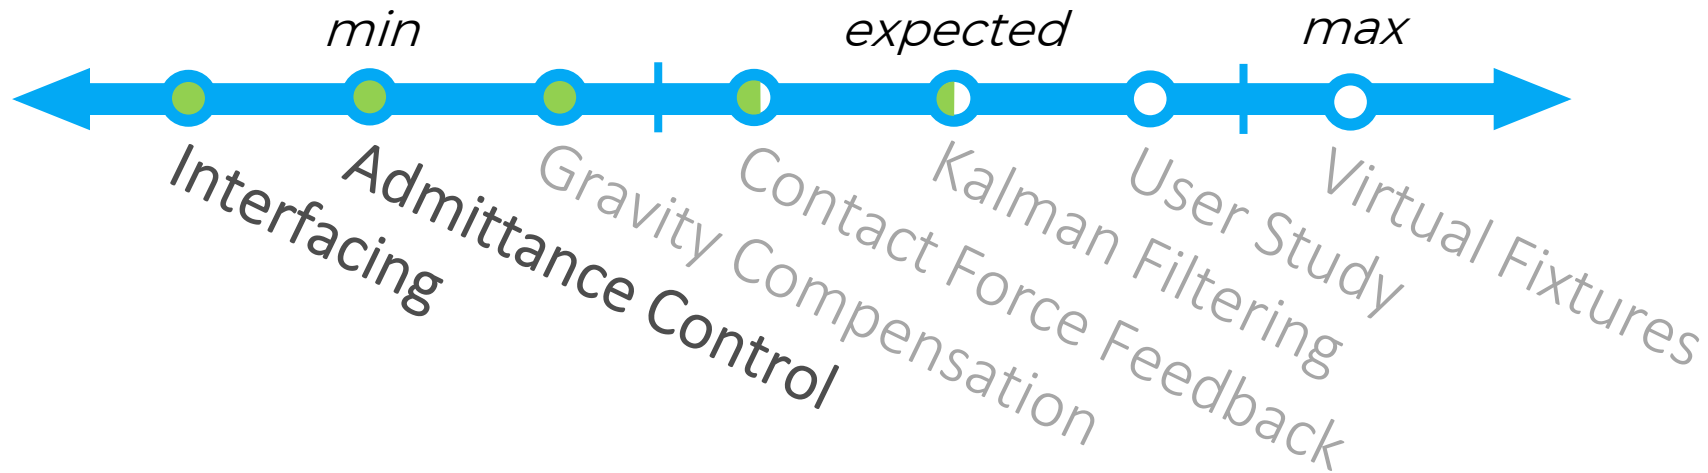 min
expected
max
Interfacing
Admittance Control
Gravity Compensation
Contact Force Feedback
Kalman Filtering
User Study
Virtual Fixtures